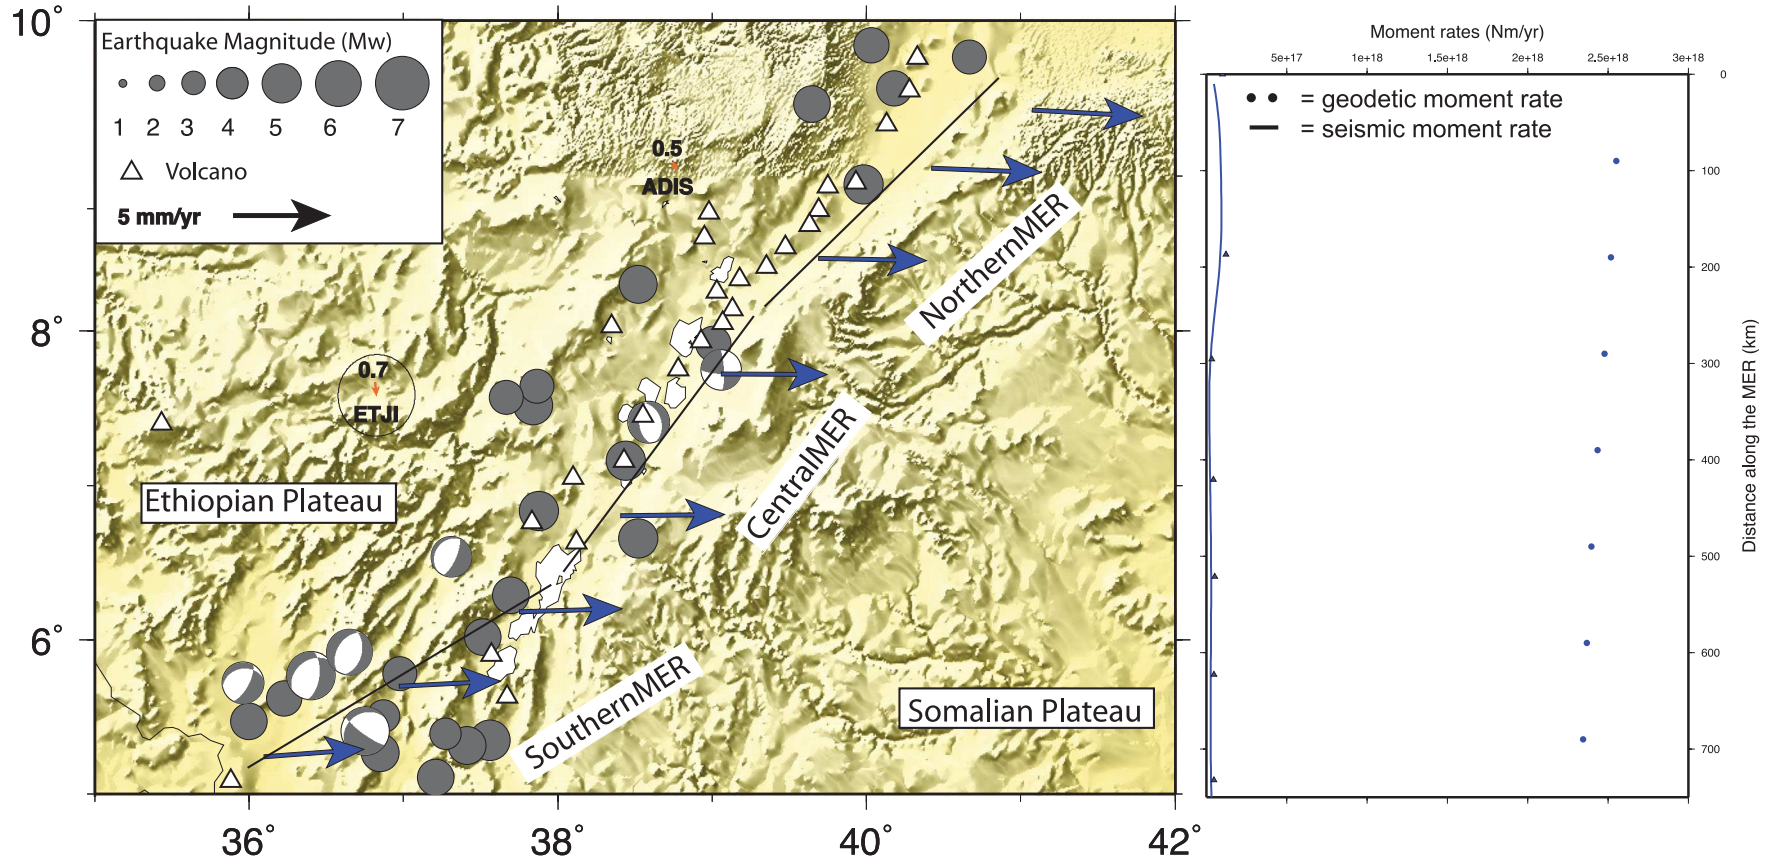 10°
8°
6°
36°
38°
40°
42°
Earthquake Magnitude (Mw)
1 2 3 4 5 6 7
Volcano
5 mm/yr
0.5
ADIS
0.7
ETJI
Ethiopian Plateau
Somalian Plateau
NorthernMER
CentralMER
SouthernMER
Moment rates (Nm/yr)
5e+17 1e+18 1.5e+18 2e+18 2.5e+18 3e+18
= geodetic moment rate
= seismic moment rate
0
100
200
300
400
500
600
700
Distance along the MER (km)